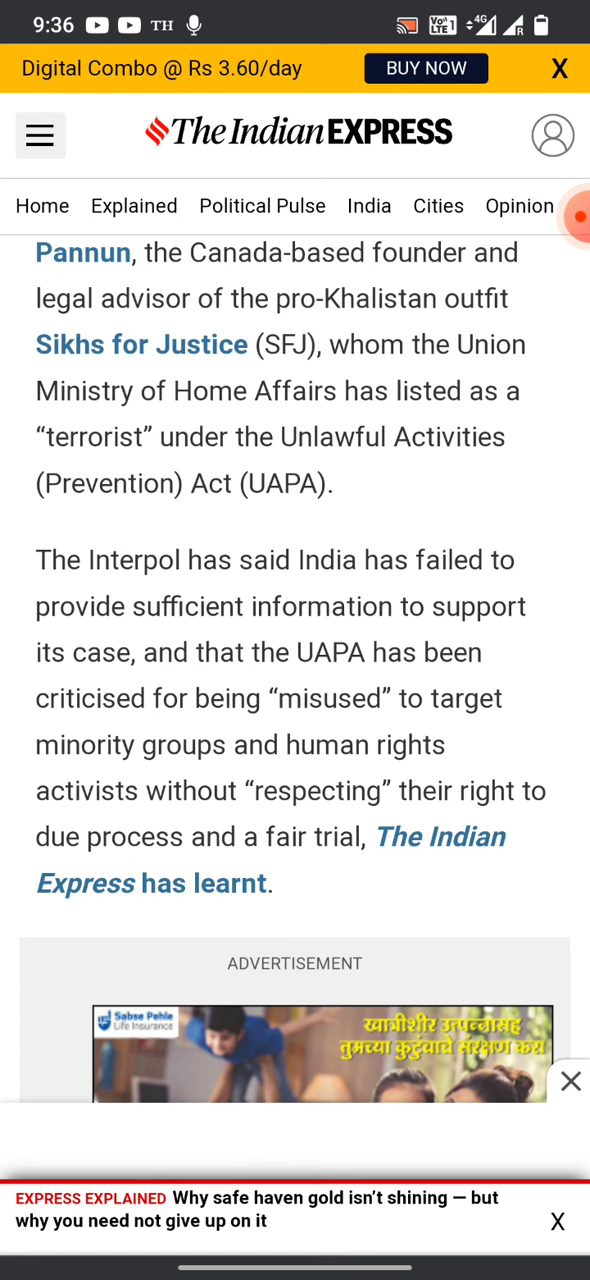 9:36 TH Vo LTE 1 4G R
Digital Combo @ Rs 3.60/day BUY NOW X
The Indian EXPRESS
Home Explained Political Pulse India Cities Opinion
Pannun, the Canada-based founder and
legal advisor of the pro-Khalistan outfit
Sikhs for Justice (SFJ), whom the Union
Ministry of Home Affairs has listed as a
“terrorist” under the Unlawful Activities
(Prevention) Act (UAPA).
The Interpol has said India has failed to
provide sufficient information to support
its case, and that the UAPA has been
criticised for being “misused” to target
minority groups and human rights
activists without “respecting” their right to
due process and a fair trial, The Indian
Express has learnt.
ADVERTISEMENT
Sabse Pehle
Life Insurance
खात्रीशीर उत्पन्नासह
तुमच्या कुटुंबाचे संरक्षण करा
EXPRESS EXPLAINED Why safe haven gold isn’t shining — but
why you need not give up on it X